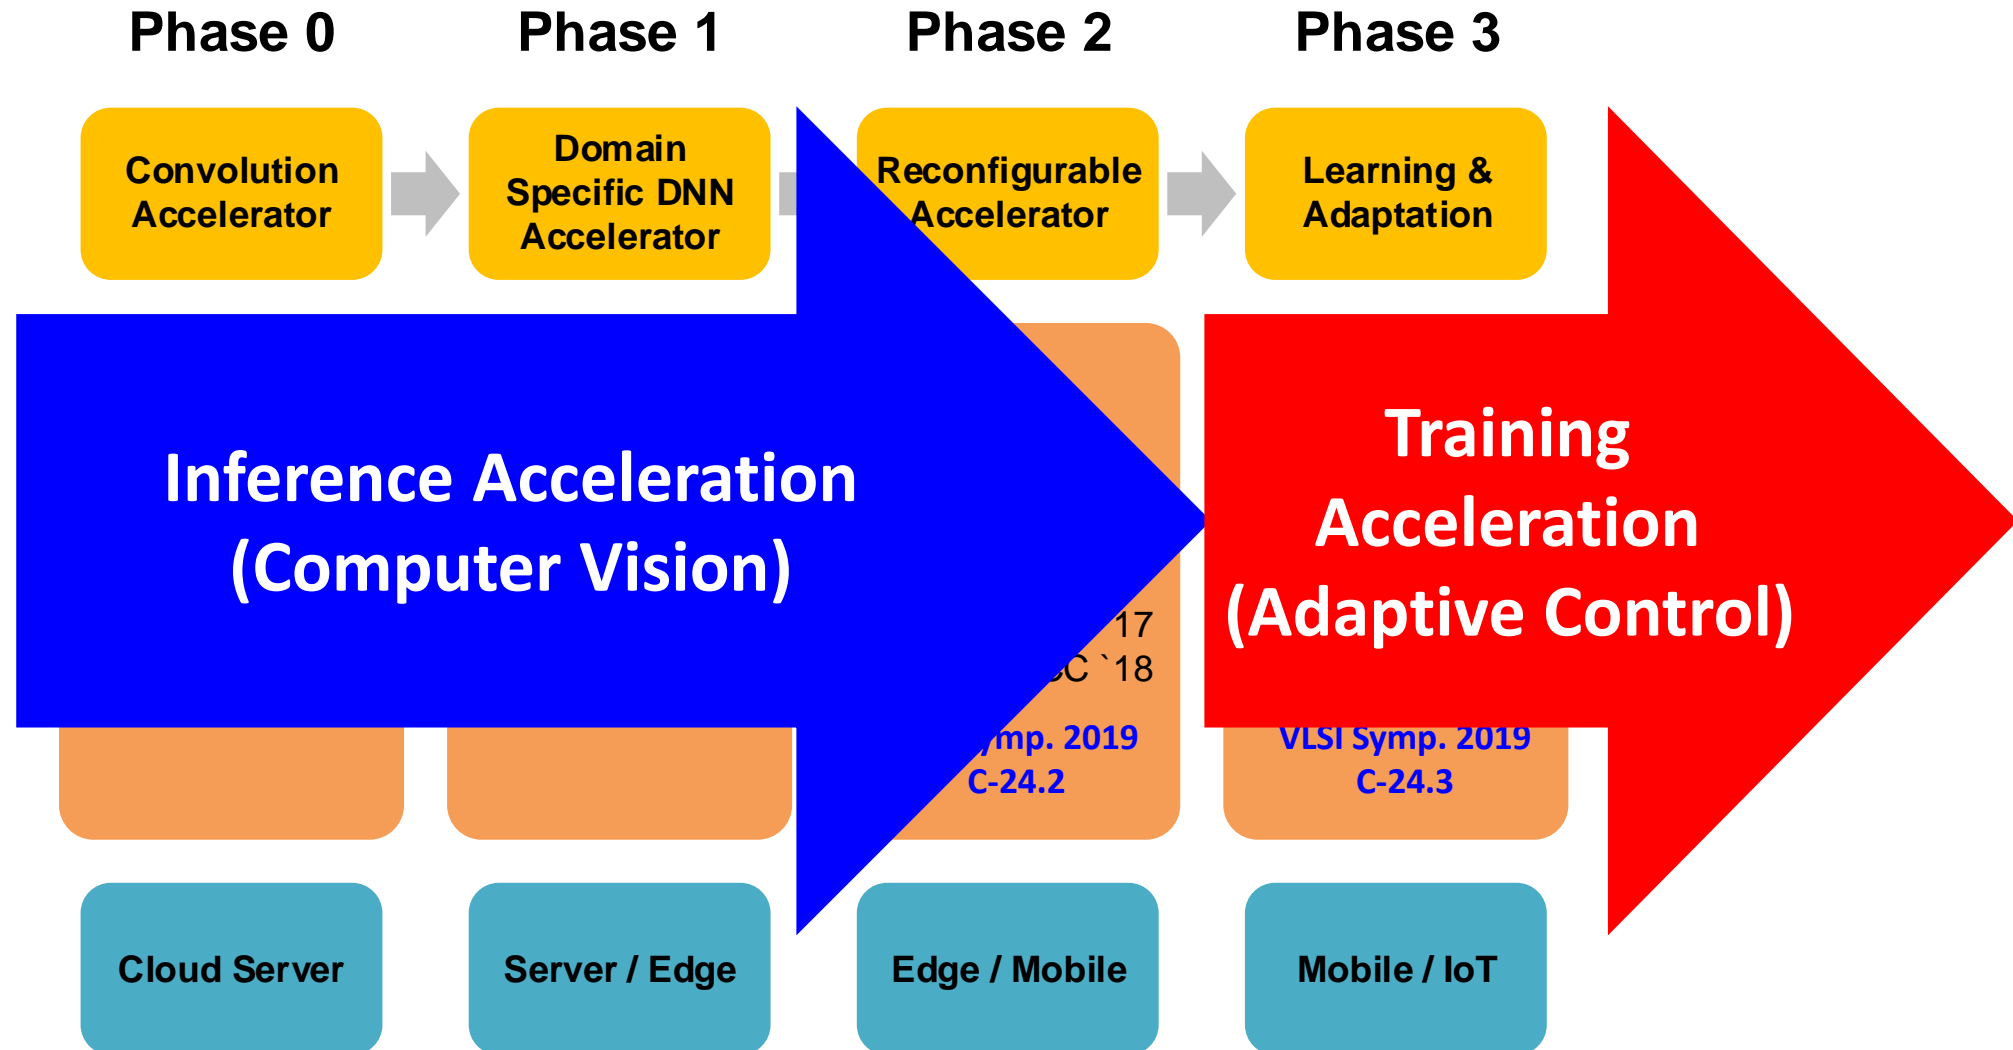 Phase 0
Phase 1
Phase 2
Phase 3
Convolution
Accelerator
Domain
Specific DNN
Accelerator
Reconfigurable
Accelerator
Learning &
Adaptation
Inference Acceleration
(Computer Vision)
Training
Acceleration
(Adaptive Control)
`17
`18
2019
C-24.2
VLSI Symp. 2019
C-24.3
Cloud Server
Server / Edge
Edge / Mobile
Mobile / IoT